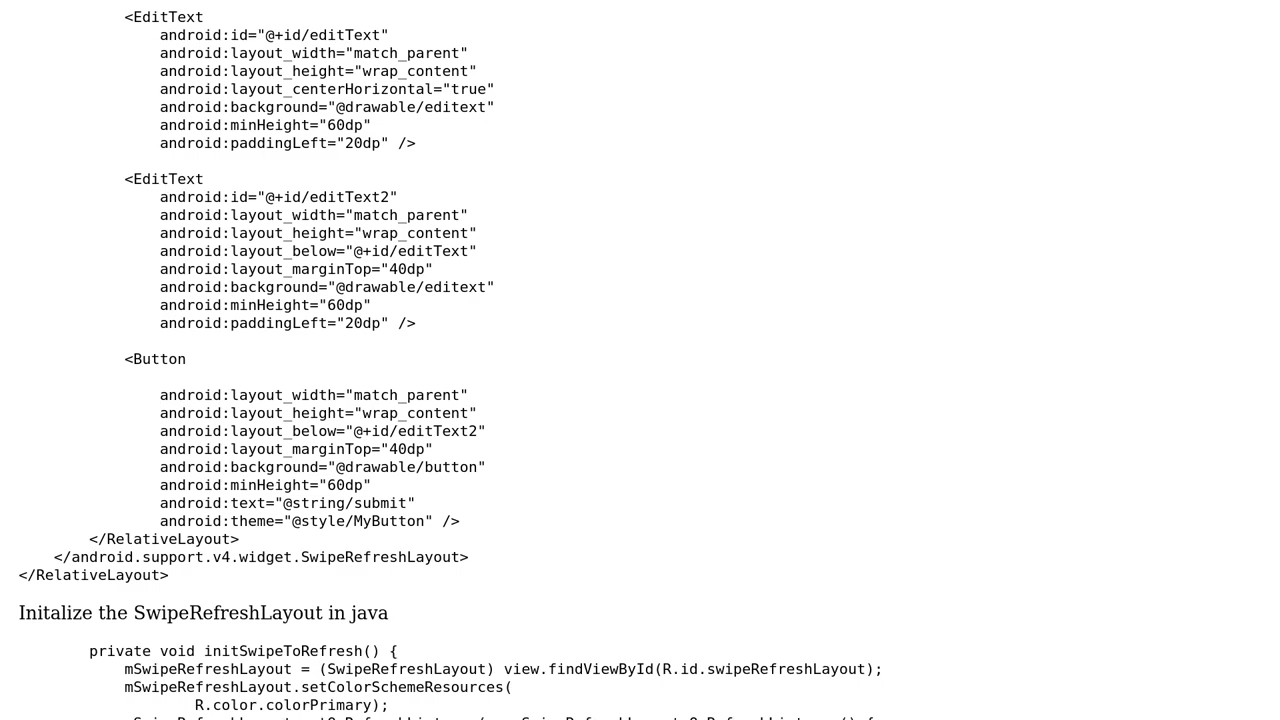 <EditText
android:id="@+id/editText"
android:layout_width="match_parent"
android:layout_height="wrap_content"
android:layout_centerHorizontal="true"
android:background="@drawable/editext"
android:minHeight="60dp"
android:paddingLeft="20dp" />
<EditText
android:id="@+id/editText2"
android:layout_width="match_parent"
android:layout_height="wrap_content"
android:layout_below="@+id/editText"
android:layout_marginTop="40dp"
android:background="@drawable/editext"
android:minHeight="60dp"
android:paddingLeft="20dp" />
<Button
android:layout_width="match_parent"
android:layout_height="wrap_content"
android:layout_below="@+id/editText2"
android:layout_marginTop="40dp"
android:background="@drawable/button"
android:minHeight="60dp"
android:text="@string/submit"
android:theme="@style/MyButton" />
</RelativeLayout>
</android.support.v4.widget.SwipeRefreshLayout>
</RelativeLayout>
Initalize the SwipeRefreshLayout in java
private void initSwipeToRefresh() {
mSwipeRefreshLayout = (SwipeRefreshLayout) view.findViewById(R.id.swipeRefreshLayout);
mSwipeRefreshLayout.setColorSchemeResources(
R.color.colorPrimary);